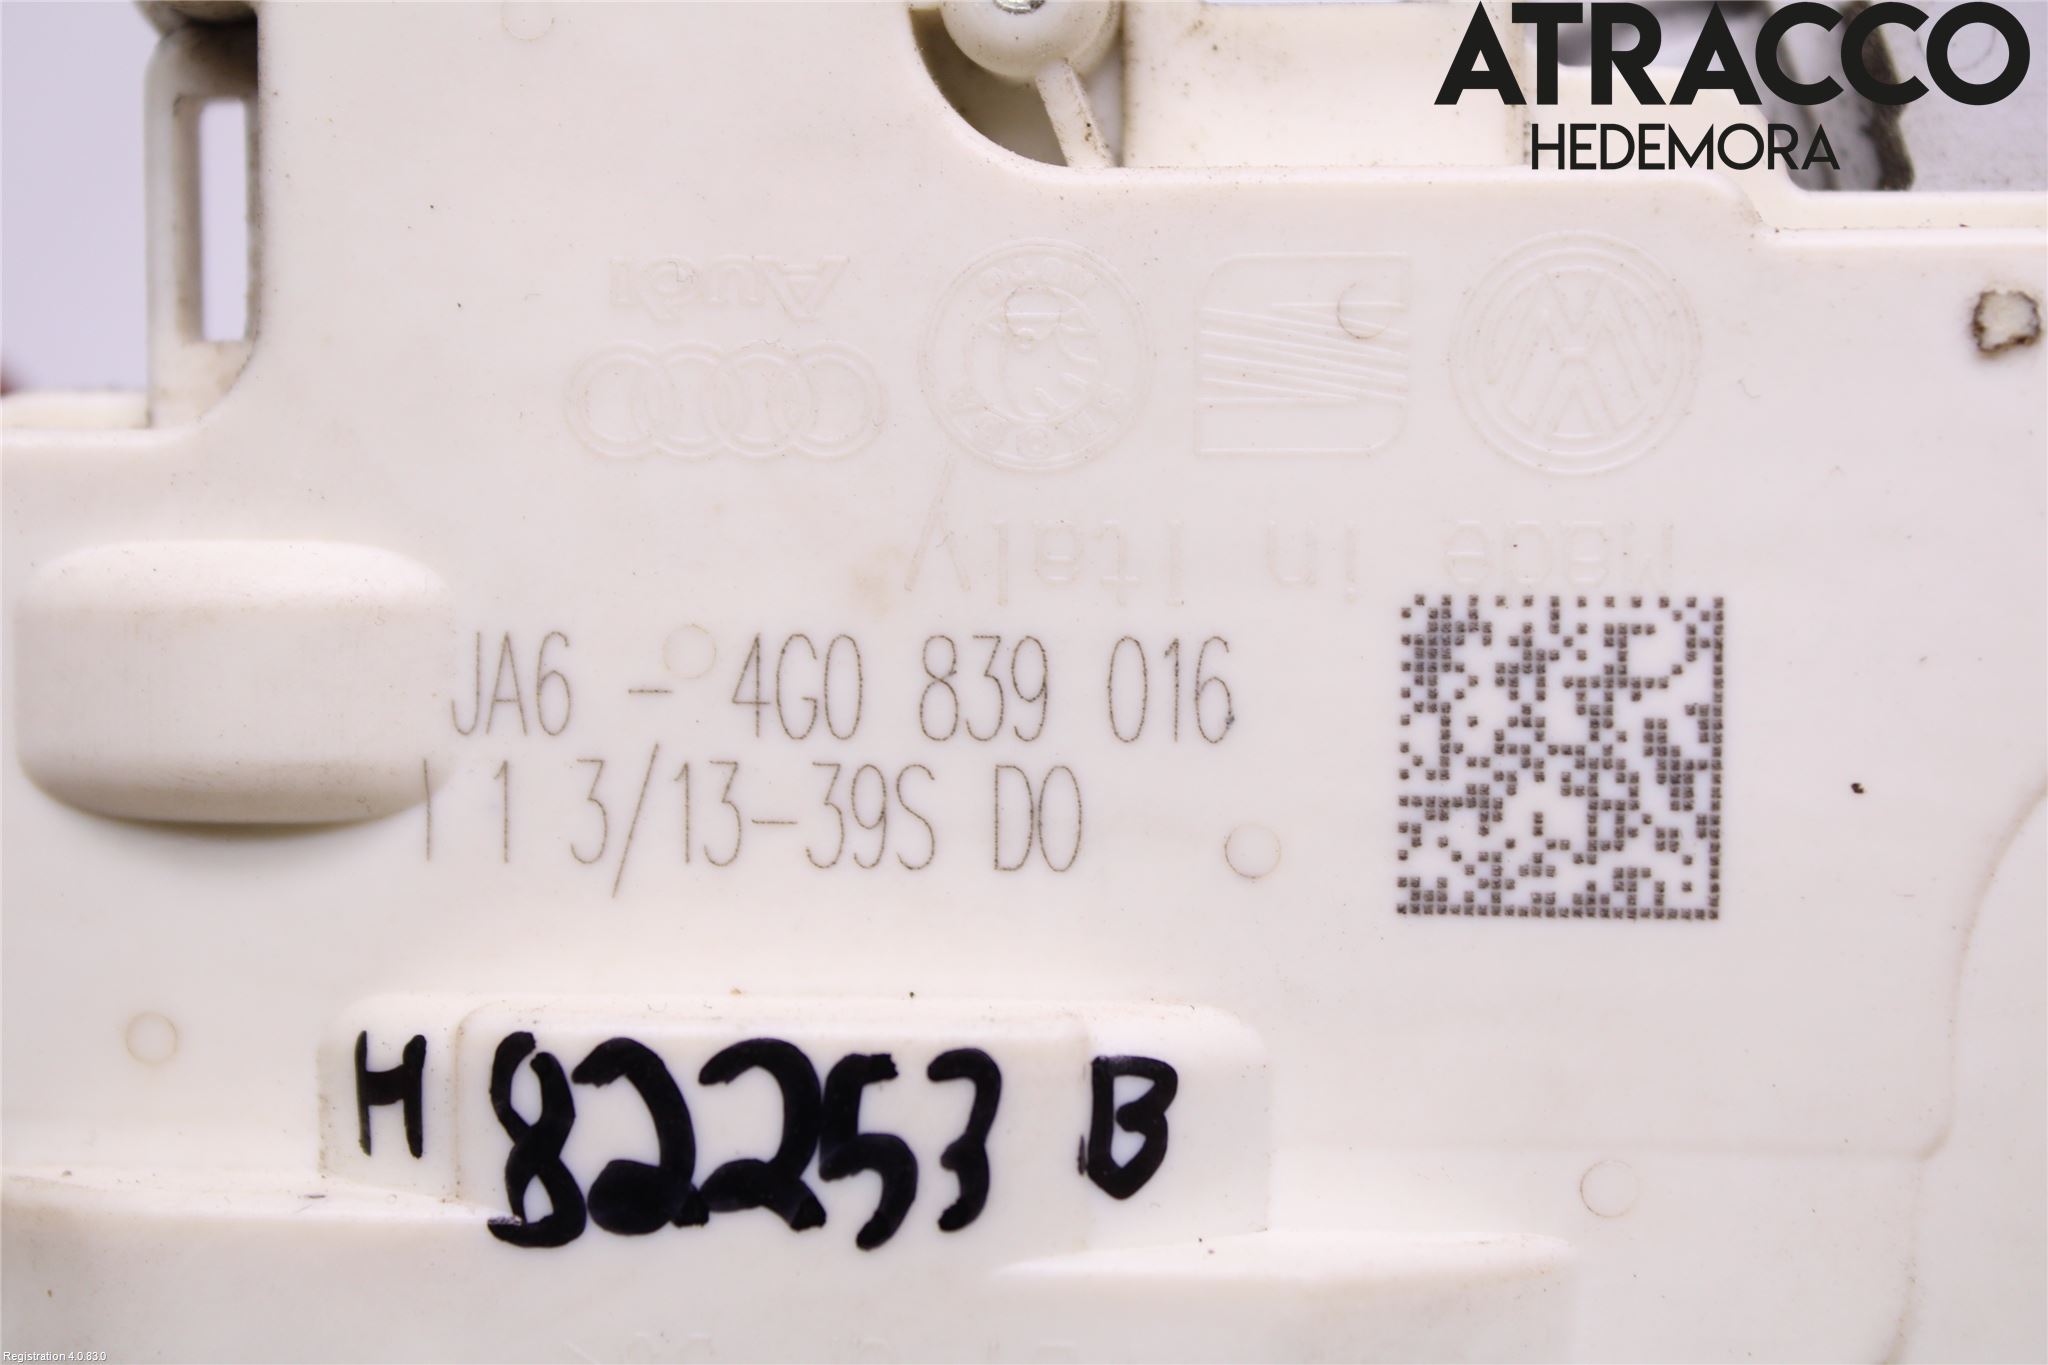 ATRACCO
HEDEMORA
Audi
SKODA
Made in Italy
JA6 - 4G0 839 016
I 1 3/13-39S D0
H 82253 B
Registration 4.0.83.0